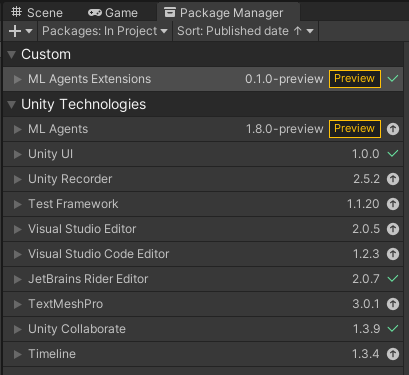 Scene Game Package Manager
Packages: In Project Sort: Published date ↑
Custom
ML Agents Extensions 0.1.0-preview Preview
Unity Technologies
ML Agents 1.8.0-preview Preview
Unity UI 1.0.0
Unity Recorder 2.5.2
Test Framework 1.1.20
Visual Studio Editor 2.0.5
Visual Studio Code Editor 1.2.3
JetBrains Rider Editor 2.0.7
TextMeshPro 3.0.1
Unity Collaborate 1.3.9
Timeline 1.3.4